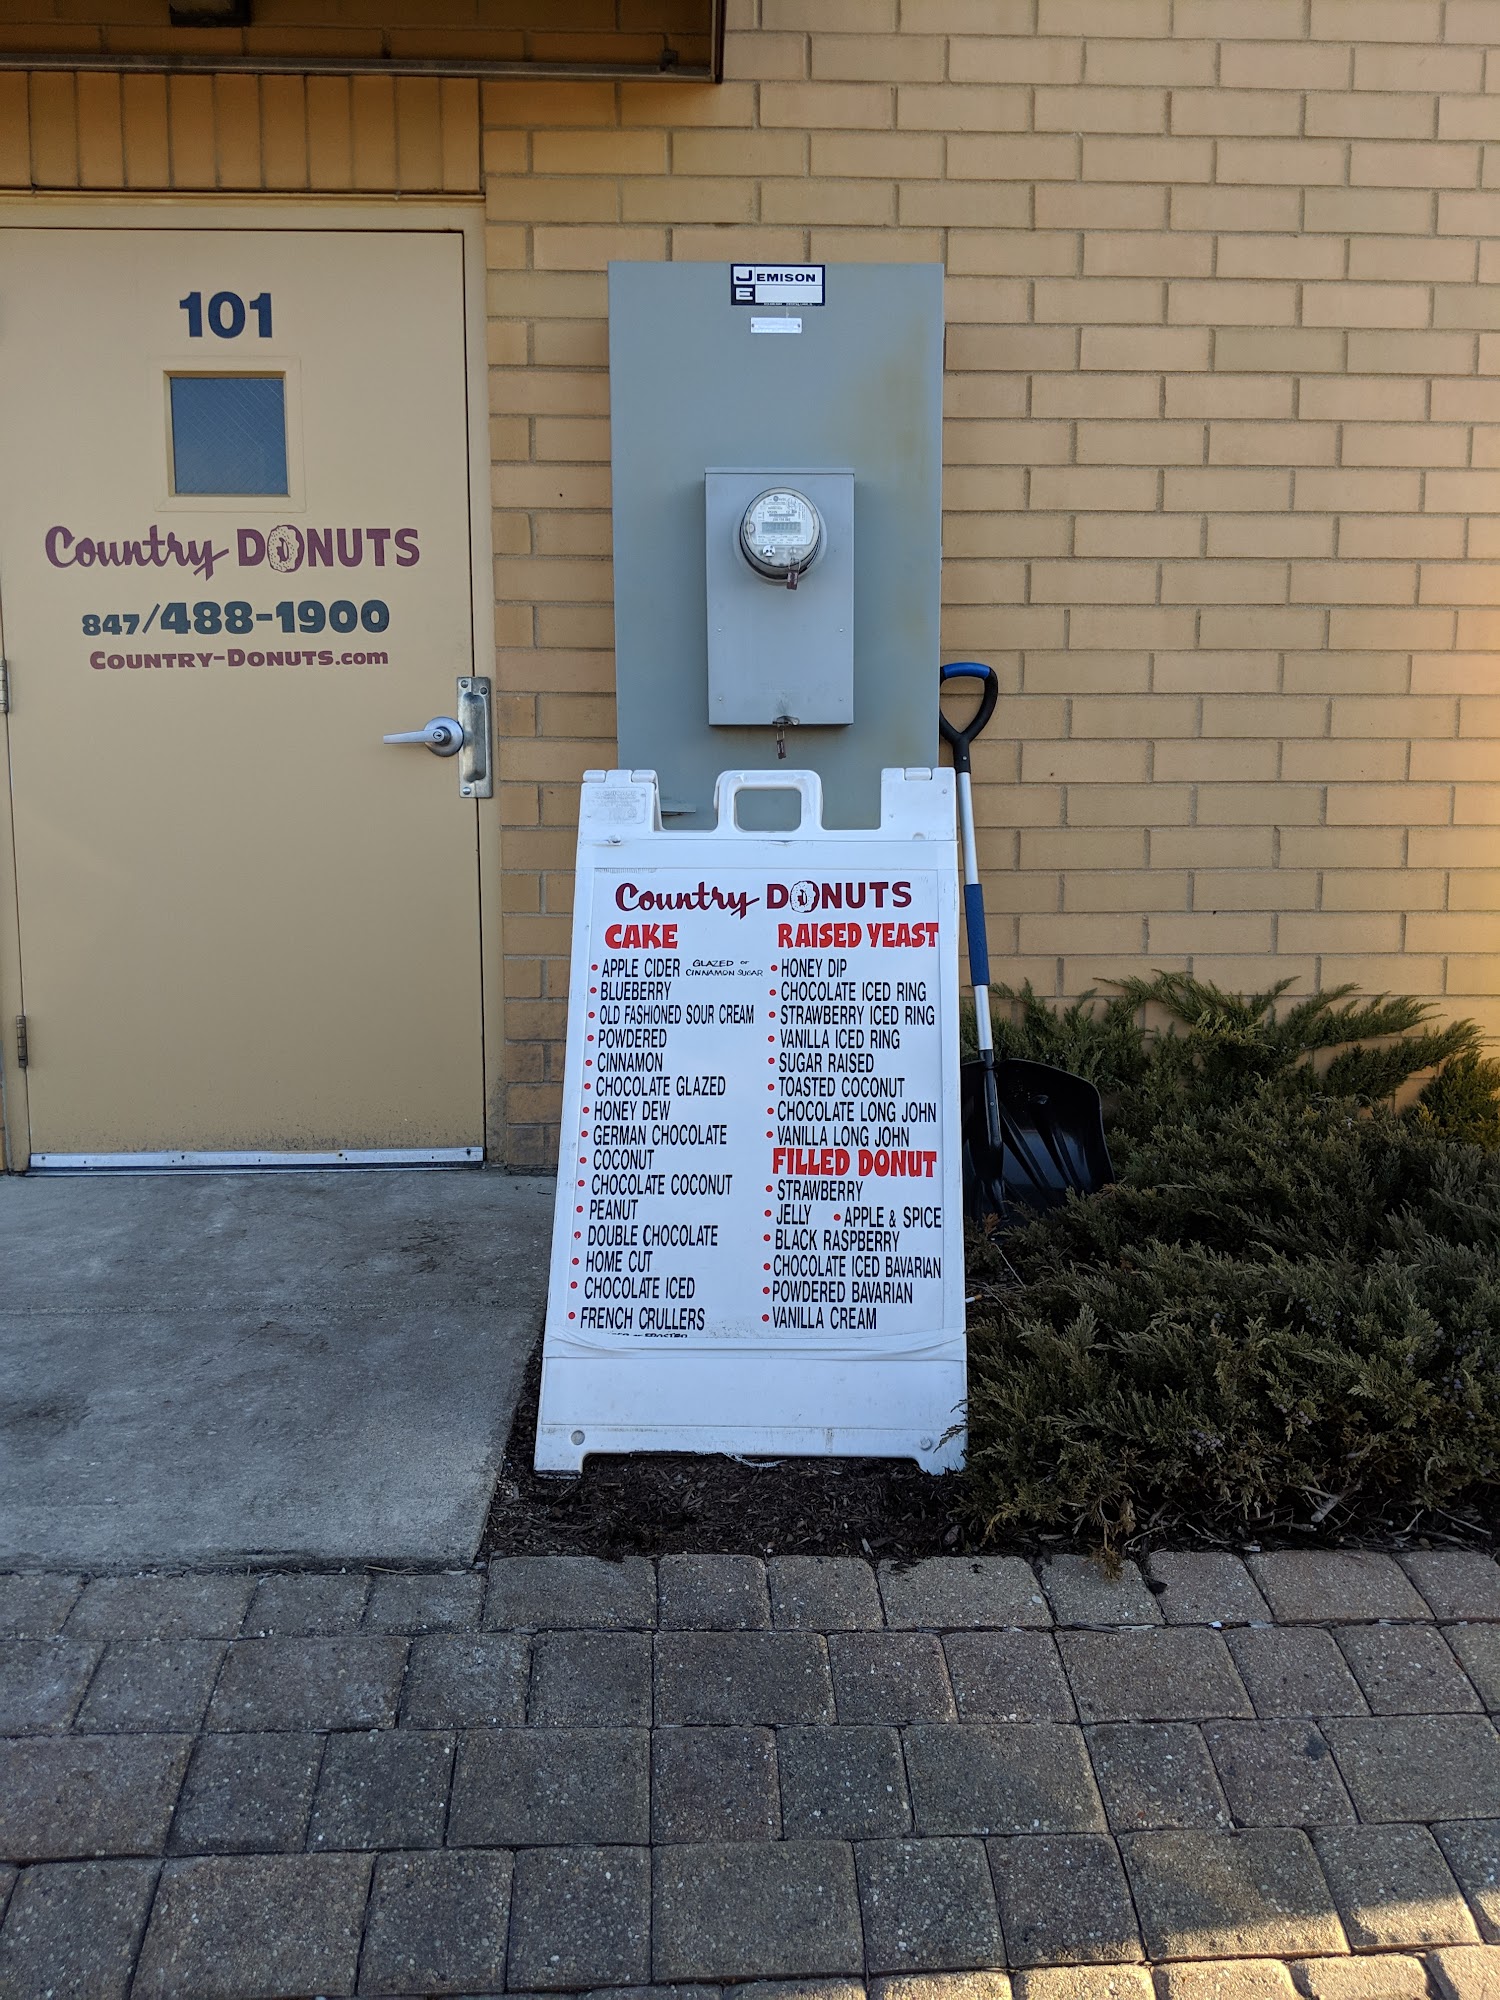 101
Country DONUTS
847/488-1900
COUNTRY-DONUTS.com
JEMISON
E
Country DONUTS
CAKE
• APPLE CIDER GLAZED or CINNAMON SUGAR
• BLUEBERRY
• OLD FASHIONED SOUR CREAM
• POWDERED
• CINNAMON
• CHOCOLATE GLAZED
• HONEY DEW
• GERMAN CHOCOLATE
• COCONUT
• CHOCOLATE COCONUT
• PEANUT
• DOUBLE CHOCOLATE
• HOME CUT
• CHOCOLATE ICED
• FRENCH CRULLERS
RAISED YEAST
• HONEY DIP
• CHOCOLATE ICED RING
• STRAWBERRY ICED RING
• VANILLA ICED RING
• SUGAR RAISED
• TOASTED COCONUT
• CHOCOLATE LONG JOHN
• VANILLA LONG JOHN
FILLED DONUT
• STRAWBERRY
• JELLY • APPLE & SPICE
• BLACK RASPBERRY
• CHOCOLATE ICED BAVARIAN
• POWDERED BAVARIAN
• VANILLA CREAM